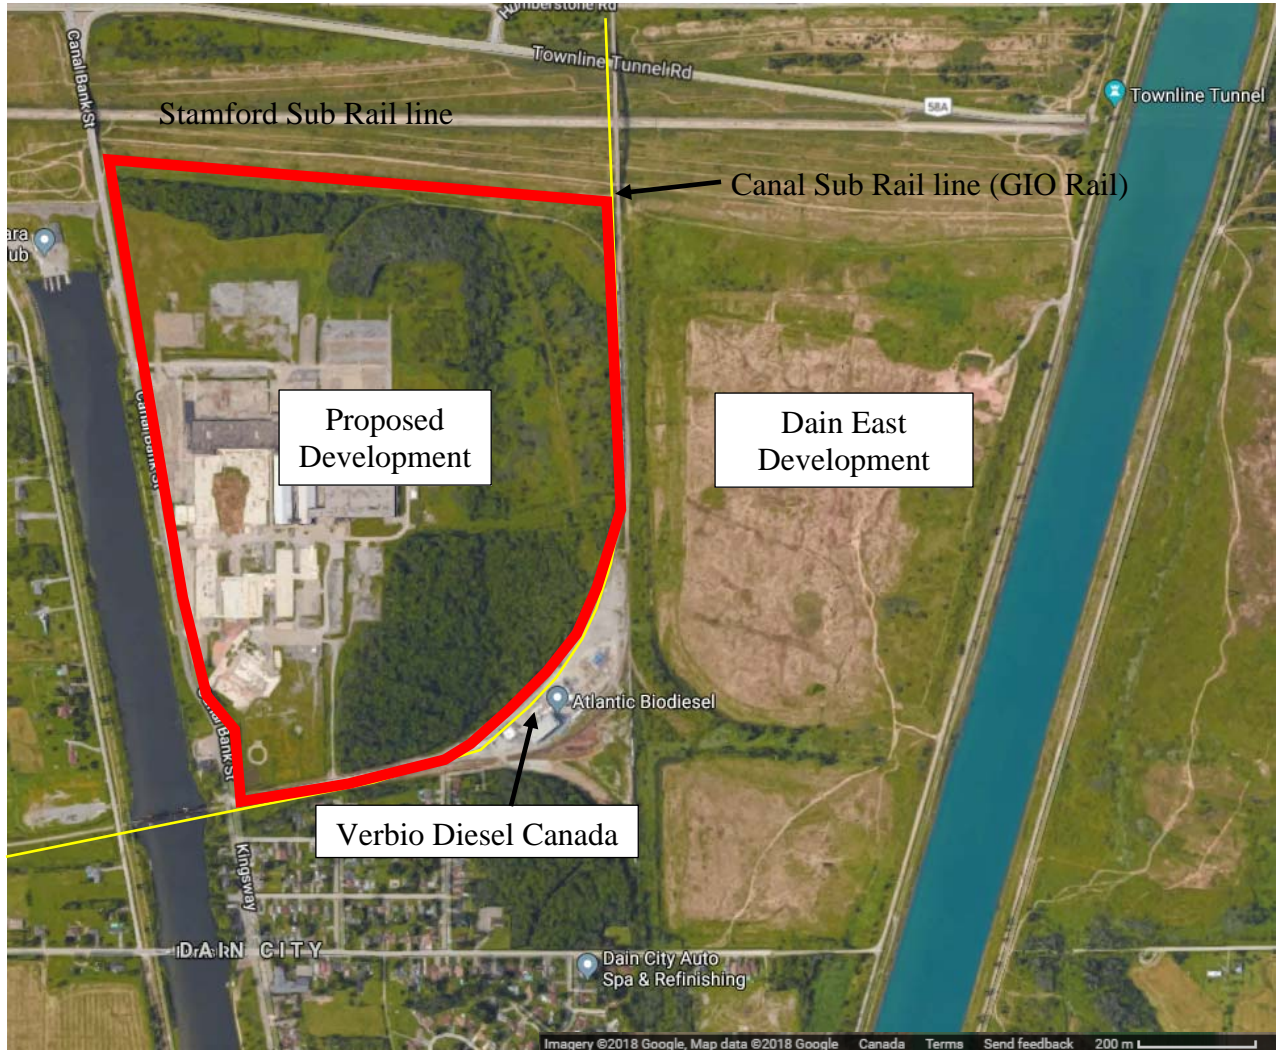 Humberstone Rd
Canal Bank St
Townline Tunnel Rd
58A
Townline Tunnel
Stamford Sub Rail line
Canal Sub Rail line (GIO Rail)
ara
ub
Canal Bank St
Proposed
Development
Dain East
Development
Atlantic Biodiesel
Canal Bank St
Verbio Diesel Canada
Kingsway
DAIN CITY
Dain City Auto
Spa & Refinishing
Imagery ©2018 Google, Map data ©2018 Google Canada Terms Send feedback 200 m